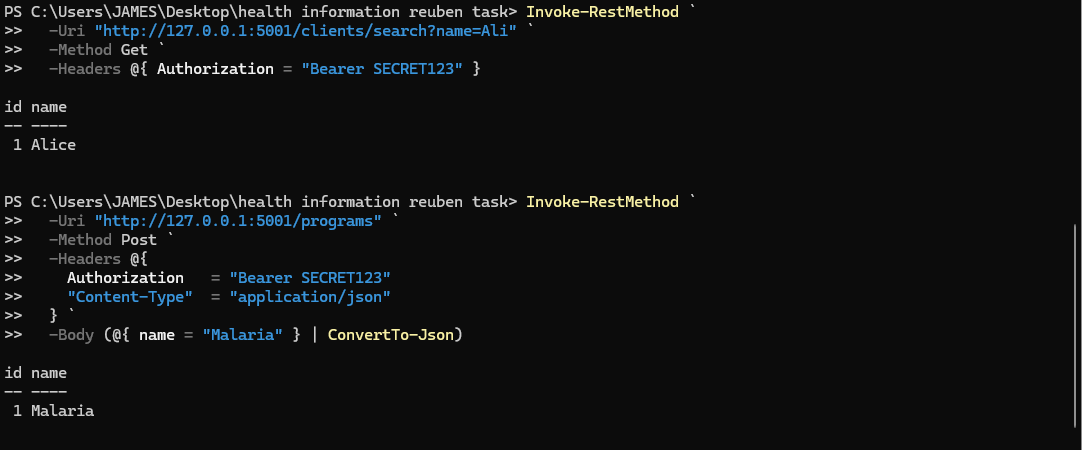 PS C:\Users\JAMES\Desktop\health information reuben task> Invoke-RestMethod `
>>   -Uri "http://127.0.0.1:5001/clients/search?name=Ali" `
>>   -Method Get `
>>   -Headers @{ Authorization = "Bearer SECRET123" }
id name
-- ----
 1 Alice
PS C:\Users\JAMES\Desktop\health information reuben task> Invoke-RestMethod `
>>   -Uri "http://127.0.0.1:5001/programs" `
>>   -Method Post `
>>   -Headers @{
>>     Authorization   = "Bearer SECRET123"
>>     "Content-Type"  = "application/json"
>>   } `
>>   -Body (@{ name = "Malaria" } | ConvertTo-Json)
id name
-- ----
 1 Malaria